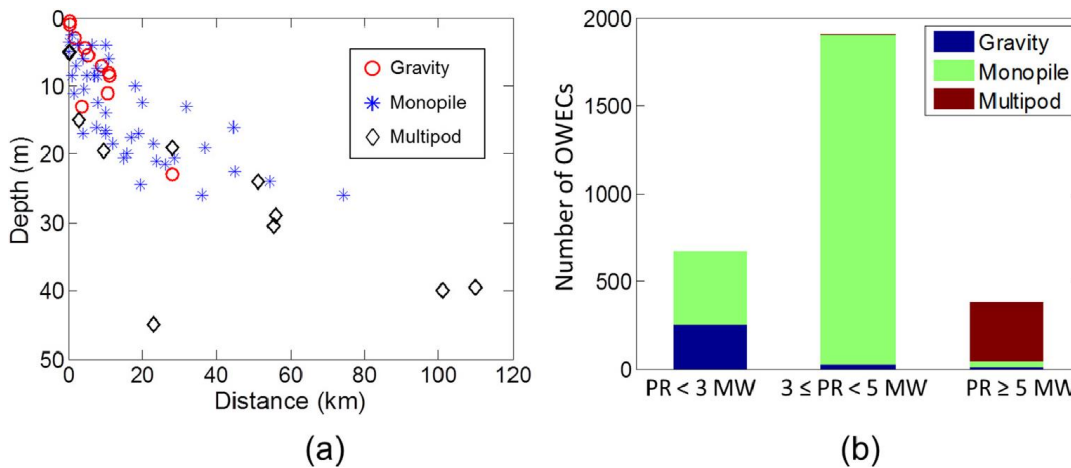 0
10
20
30
40
50
Depth (m)
0 20 40 60 80 100 120
Distance (km)
Gravity
Monopile
Multipod
(a)
2000
1500
1000
500
0
Number of OWECs
Gravity
Monopile
Multipod
PR < 3 MW 3 ≤ PR < 5 MW PR ≥ 5 MW
(b)